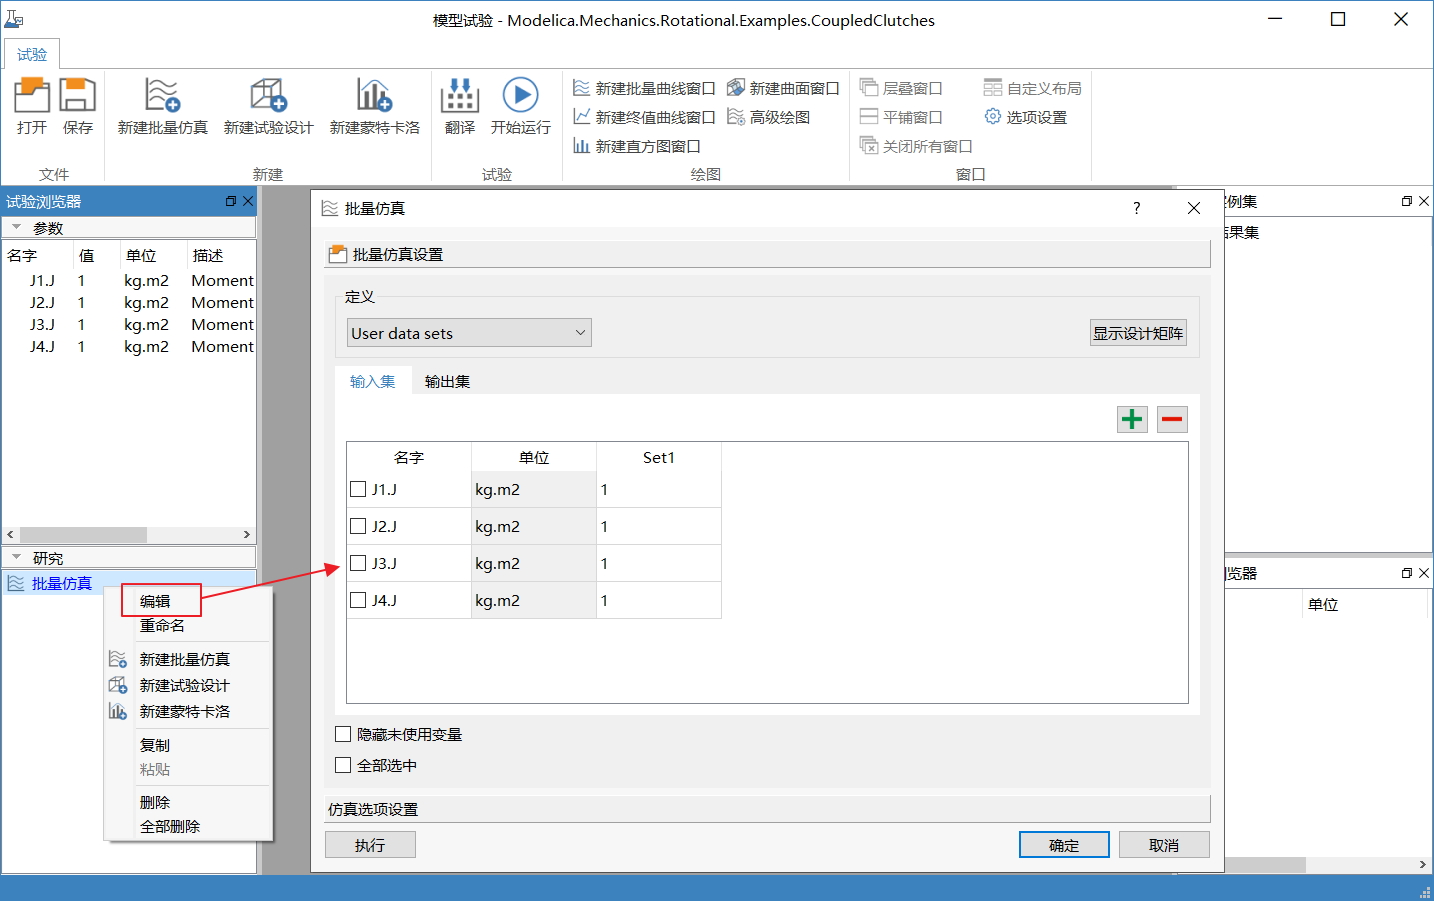 模型试验 - Modelica.Mechanics.Rotational.Examples.CoupledClutches
试验
打开 保存 新建批量仿真 新建试验设计 新建蒙特卡洛 翻译 开始运行
新建批量曲线窗口 新建曲面窗口 层叠窗口 自定义布局
新建终值曲线窗口 高级绘图 平铺窗口 选项设置
新建直方图窗口 关闭所有窗口
文件 新建 试验 绘图 窗口
试验浏览器
参数
名字 值 单位 描述
J1.J 1 kg.m2 Moment
J2.J 1 kg.m2 Moment
J3.J 1 kg.m2 Moment
J4.J 1 kg.m2 Moment
研究
批量仿真
编辑
重命名
新建批量仿真
新建试验设计
新建蒙特卡洛
复制
粘贴
删除
全部删除
批量仿真 ?
批量仿真设置
定义
User data sets 显示设计矩阵
输入集 输出集
名字 单位 Set1
J1.J kg.m2 1
J2.J kg.m2 1
J3.J kg.m2 1
J4.J kg.m2 1
隐藏未使用变量
全部选中
仿真选项设置
执行 确定 取消
例集
结果集
浏览器
单位